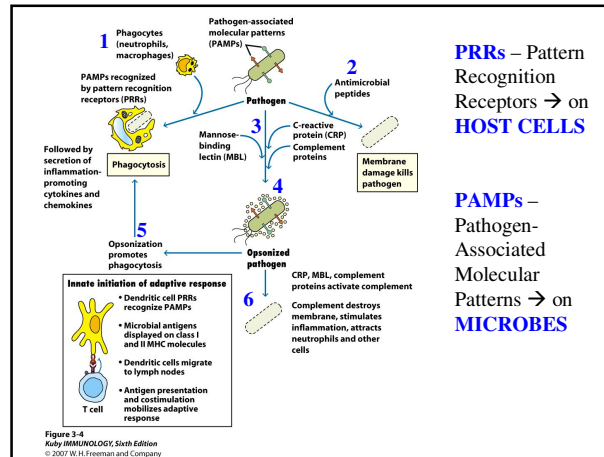 1
Phagocytes
(neutrophils,
macrophages)
Pathogen-associated
molecular patterns
(PAMPs)
PAMPs recognized
by pattern recognition
receptors (PRRs)
2
Antimicrobial
peptides
Pathogen
3
Mannose-
binding
lectin (MBL)
C-reactive
protein (CRP)
Complement
proteins
Followed by
secretion of
inflammation-
promoting
cytokines and
chemokines
Phagocytosis
Membrane
damage kills
pathogen
4
5
Opsonization
promotes
phagocytosis
Opsonized
pathogen
6
CRP, MBL, complement
proteins activate complement
Complement destroys
membrane, stimulates
inflammation, attracts
neutrophils and other
cells
Innate initiation of adaptive response
• Dendritic cell PRRs
recognize PAMPs
• Microbial antigens
displayed on class I
and II MHC molecules
• Dendritic cells migrate
to lymph nodes
• Antigen presentation
and costimulation
mobilizes adaptive
response
T cell
Figure 3-4
Kuby IMMUNOLOGY, Sixth Edition
© 2007 W. H. Freeman and Company
PRRs – Pattern
Recognition
Receptors → on
HOST CELLS
PAMPs –
Pathogen-
Associated
Molecular
Patterns → on
MICROBES